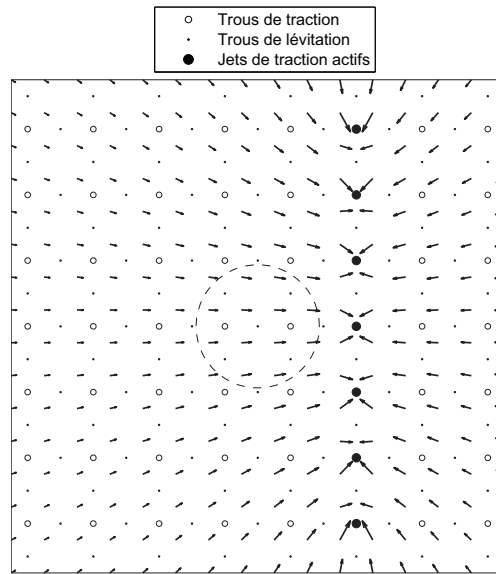 Trous de traction
Trous de lévitation
Jets de traction actifs